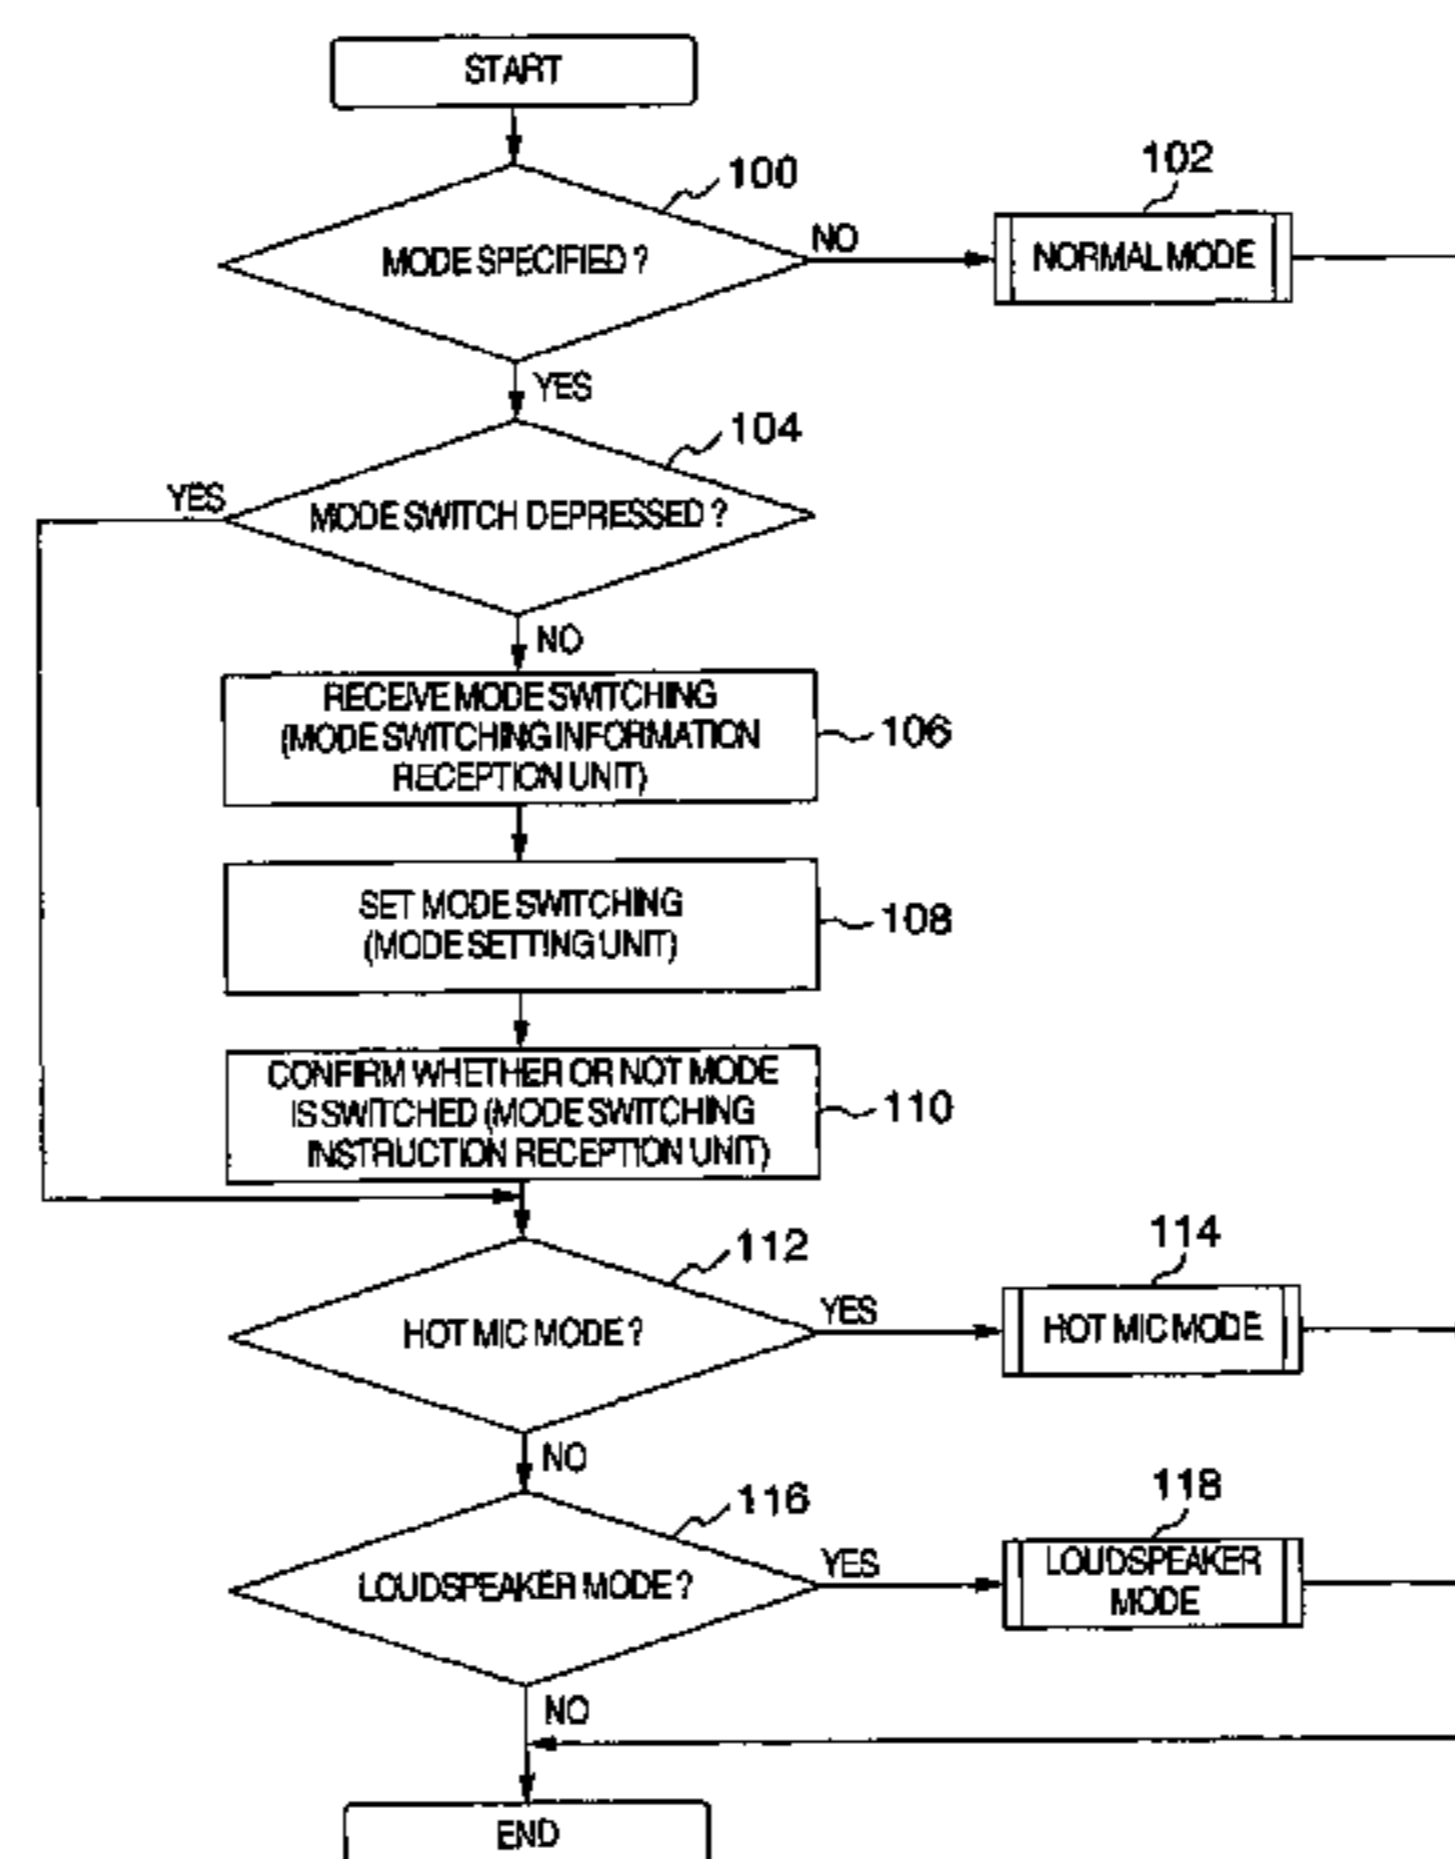 START
100
102
MODE SPECIFIED ?
NO
NORMAL MODE
YES
104
YES
MODE SWITCH DEPRESSED ?
NO
RECEIVE MODE SWITCHING
(MODE SWITCHING INFORMATION
RECEPTION UNIT)
106
SET MODE SWITCHING
(MODE SETTING UNIT)
108
CONFIRM WHETHER OR NOT MODE
IS SWITCHED (MODE SWITCHING
INSTRUCTION RECEPTION UNIT)
110
112
114
HOT MIC MODE ?
YES
HOT MIC MODE
NO
116
118
LOUDSPEAKER MODE ?
YES
LOUDSPEAKER
MODE
NO
END